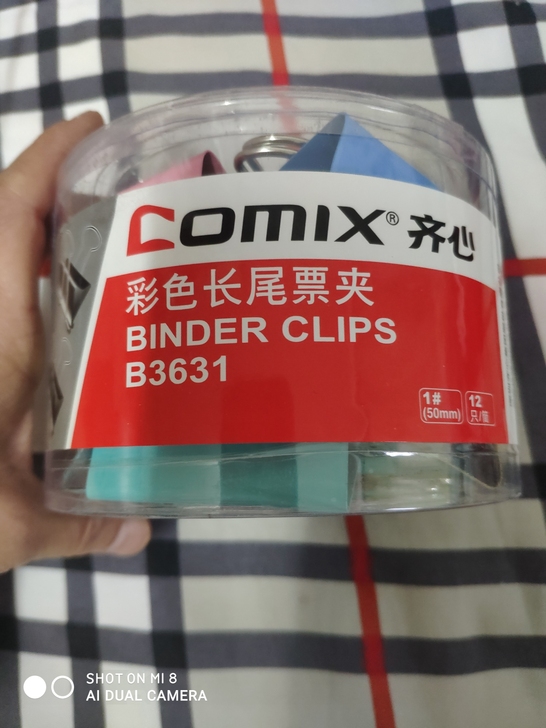 COMIX® 齐心
彩色长尾票夹
BINDER CLIPS
B3631
1# 12
(50mm) 只/筒
SHOT ON MI 8
AI DUAL CAMERA